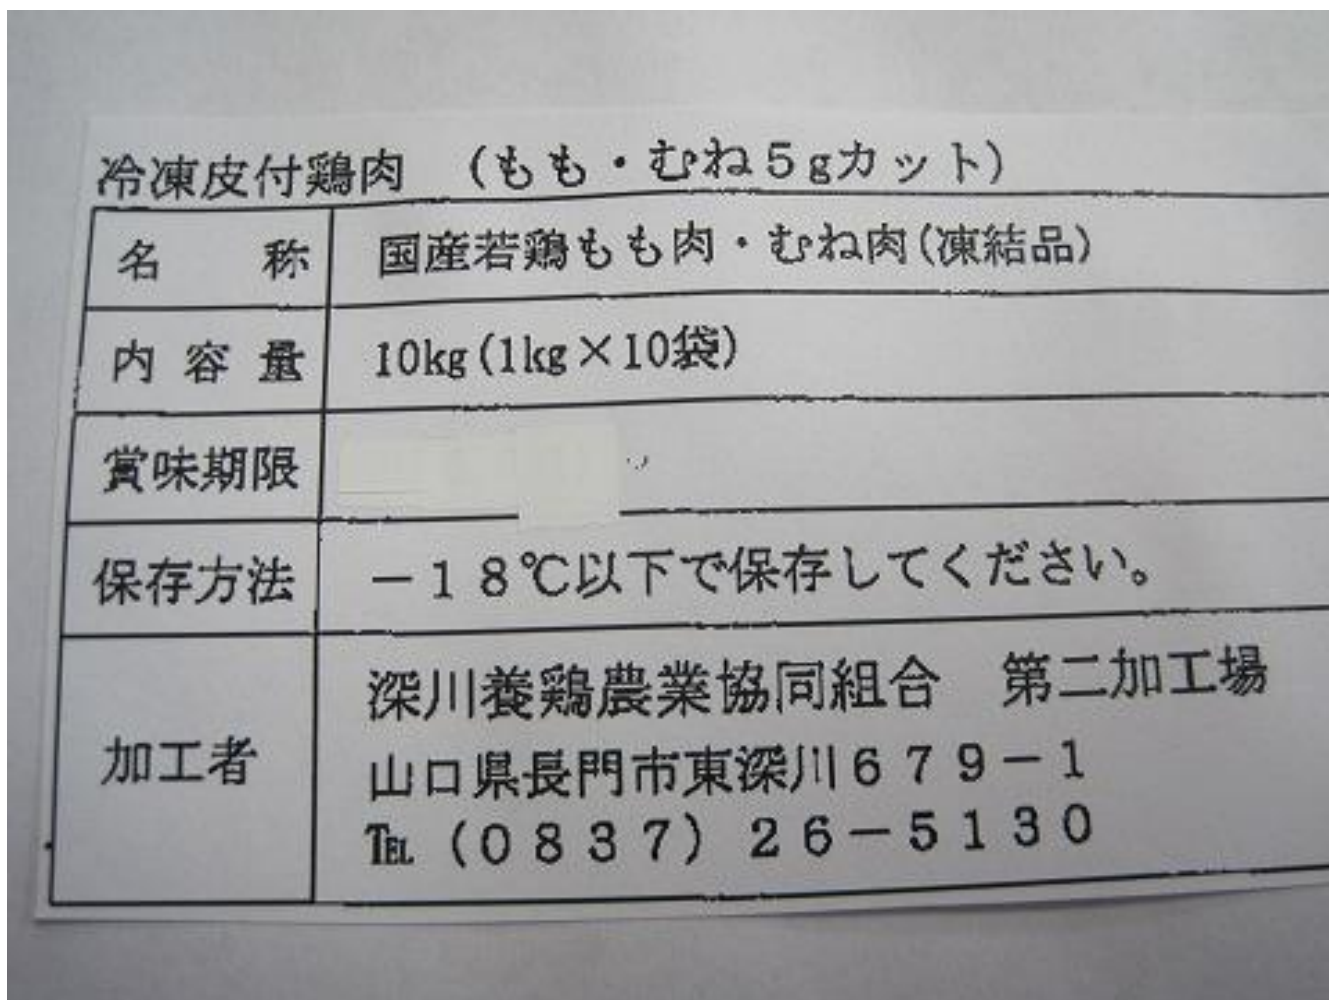 冷凍皮付鶏肉 (もも・むね5gカット)
名 称 国産若鶏もも肉・むね肉(凍結品)
内容量 10kg(1kg×10袋)
賞味期限
保存方法 -18℃以下で保存してください。
加工者 深川養鶏農業協同組合 第二加工場
山口県長門市東深川679-1
℡(0837)26-5130